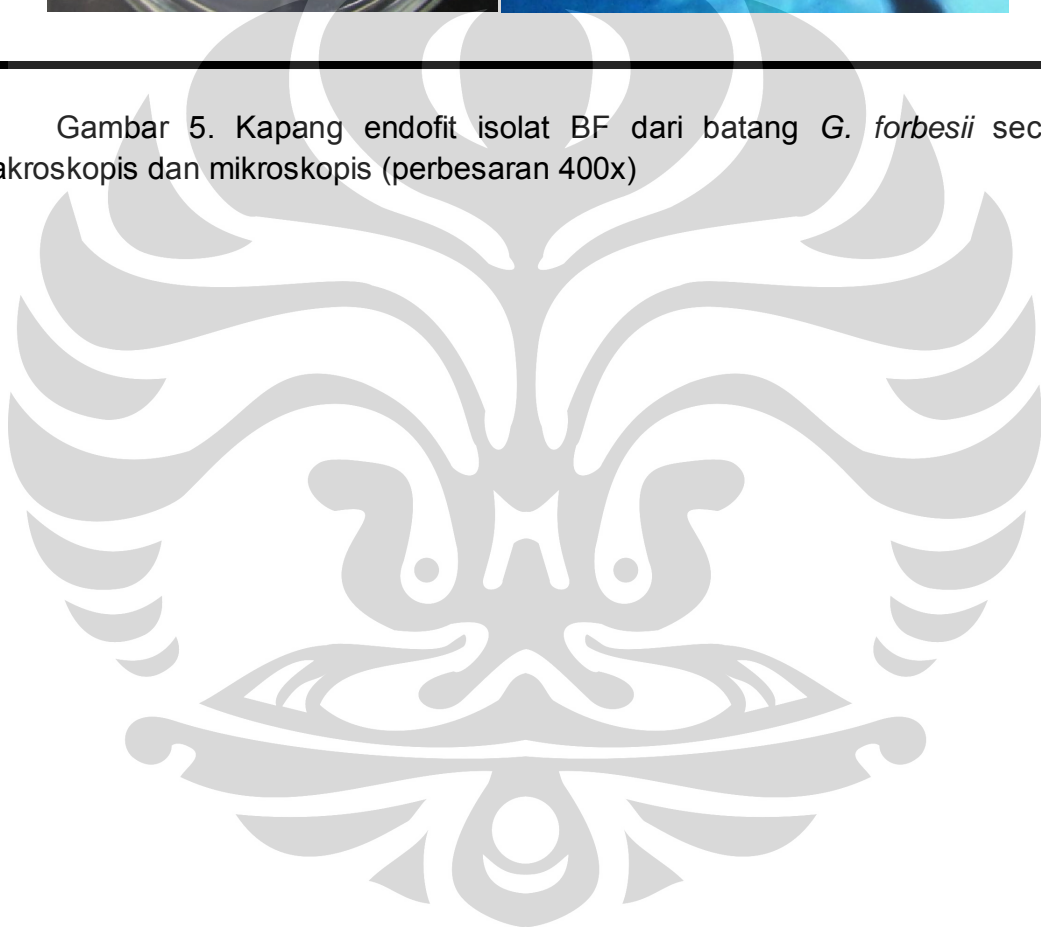 Gambar 5. Kapang endofit isolat BF dari batang G. forbesii sec
akroskopis dan mikroskopis (perbesaran 400x)